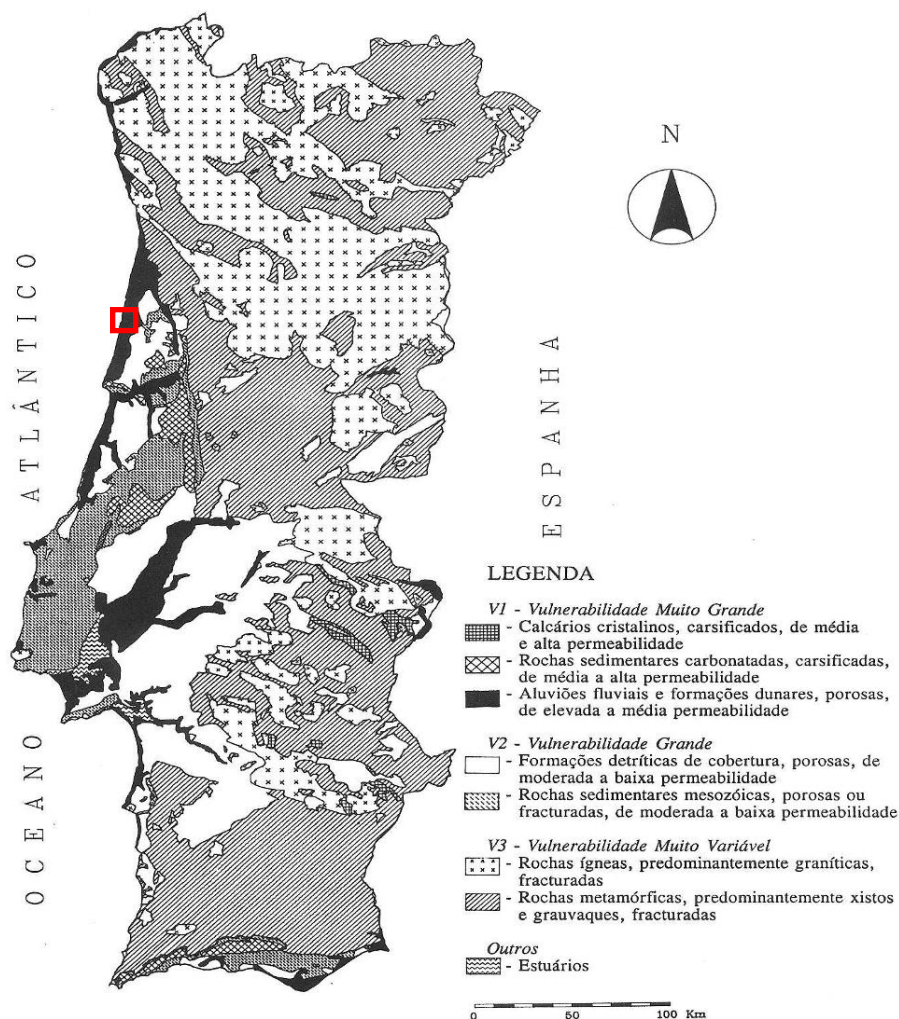 N
OCEANO ATLÂNTICO
ESPANHA
LEGENDA
V1 - Vulnerabilidade Muito Grande
- Calcários cristalinos, carsificados, de média
e alta permeabilidade
- Rochas sedimentares carbonatadas, carsificadas,
de média a alta permeabilidade
- Aluviões fluviais e formações dunares, porosas,
de elevada a média permeabilidade
V2 - Vulnerabilidade Grande
- Formações detríticas de cobertura, porosas, de
moderada a baixa permeabilidade
- Rochas sedimentares mesozóicas, porosas ou
fracturadas, de moderada a baixa permeabilidade
V3 - Vulnerabilidade Muito Variável
- Rochas ígneas, predominantemente graníticas,
fracturadas
- Rochas metamórficas, predominantemente xistos
e grauvaques, fracturadas
Outros
- Estuários
0 50 100 Km